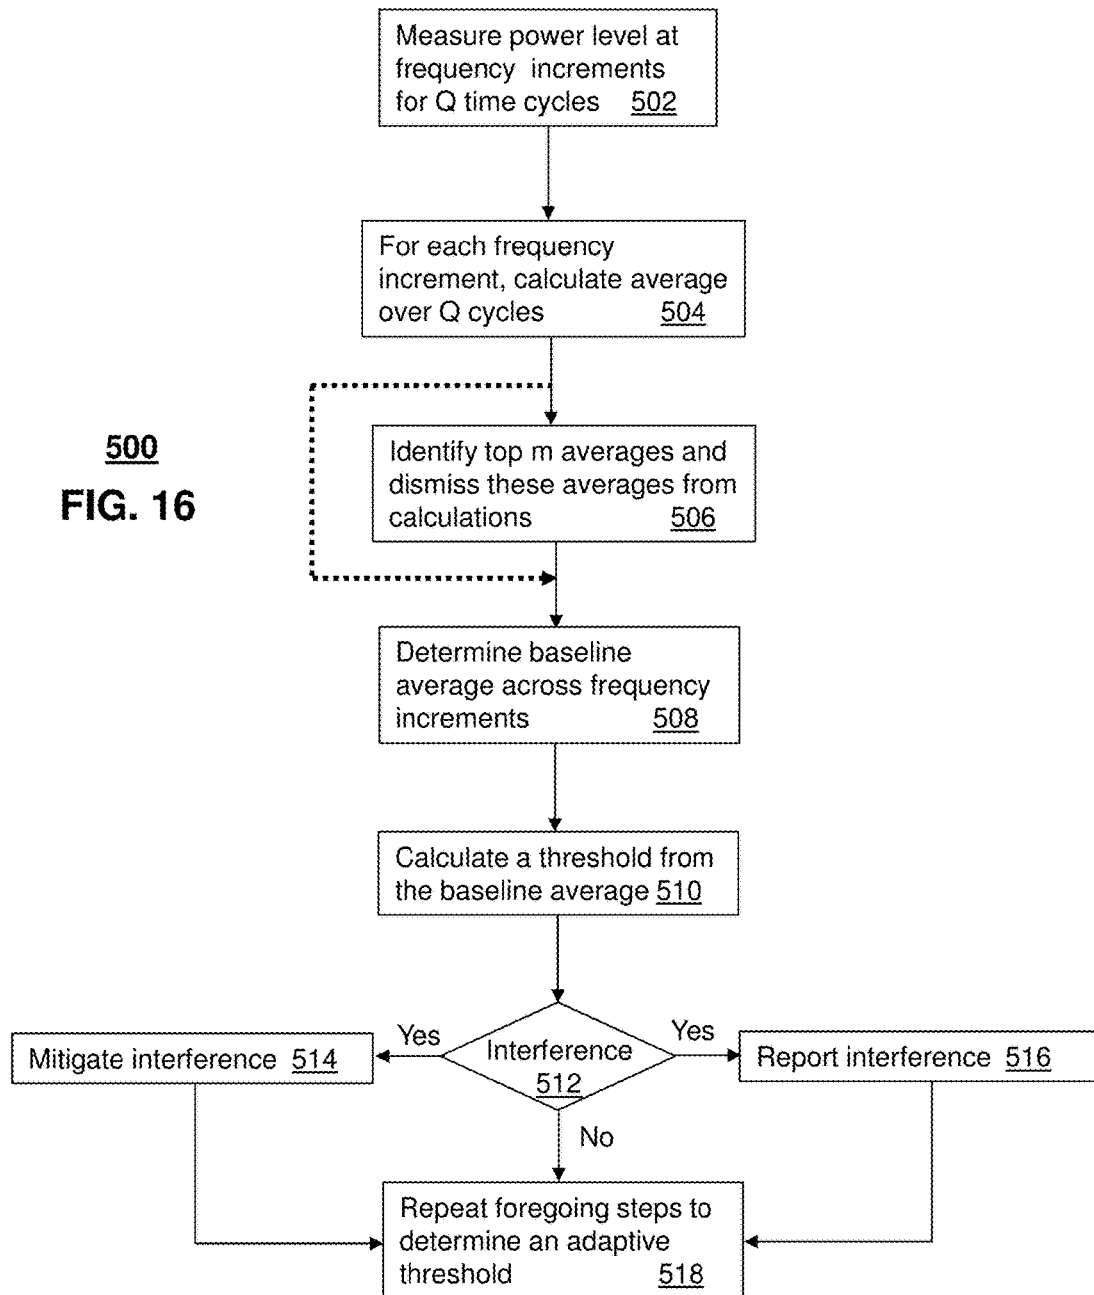 Measure power level at
frequency increments
for Q time cycles 502
For each frequency
increment, calculate average
over Q cycles 504
500
FIG. 16
Identify top m averages and
dismiss these averages from
calculations 506
Determine baseline
average across frequency
increments 508
Calculate a threshold from
the baseline average 510
Yes
Yes
Mitigate interference 514
Interference
512
Report interference 516
No
Repeat foregoing steps to
determine an adaptive
threshold 518